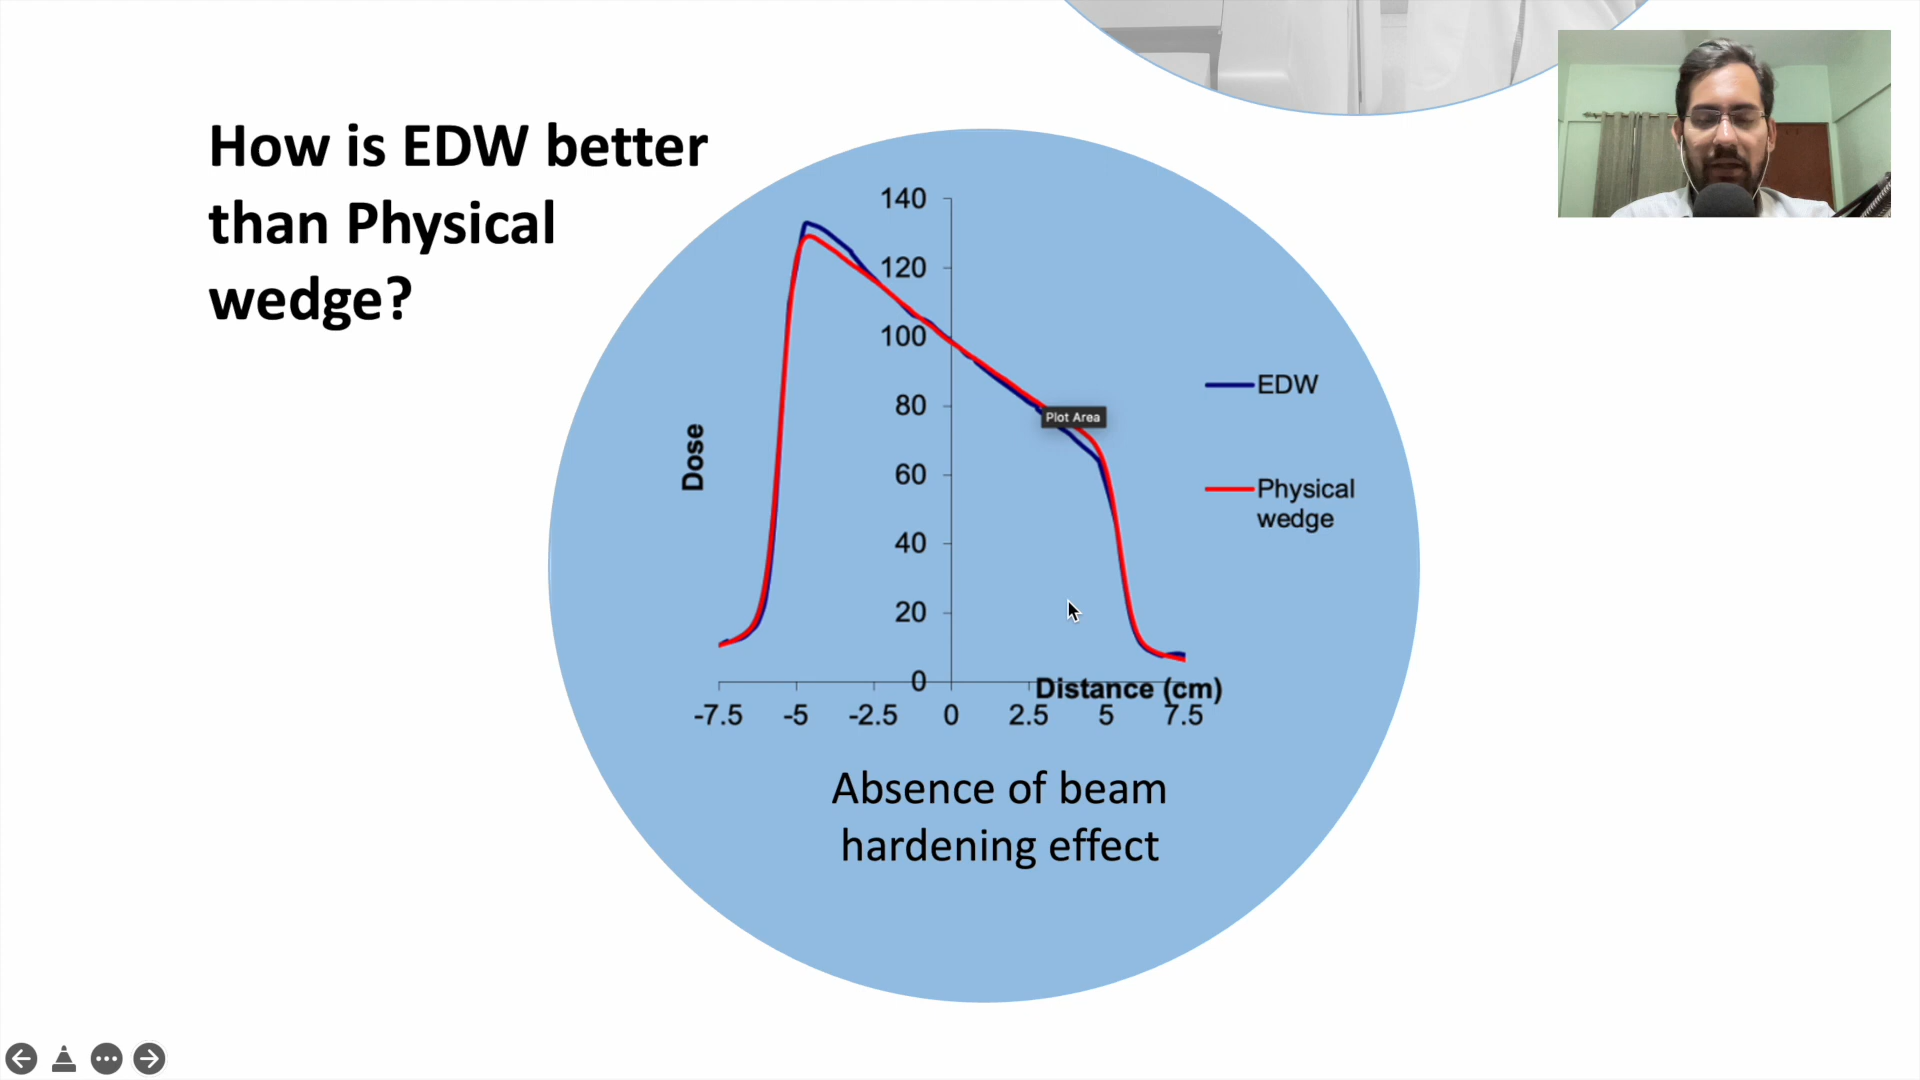 How is EDW better
than Physical
wedge?
140
120
100
80
60
40
20
0
Dose
-7.5 -5 -2.5 0 2.5 5 7.5
Distance (cm)
Plot Area
EDW
Physical
wedge
Absence of beam
hardening effect